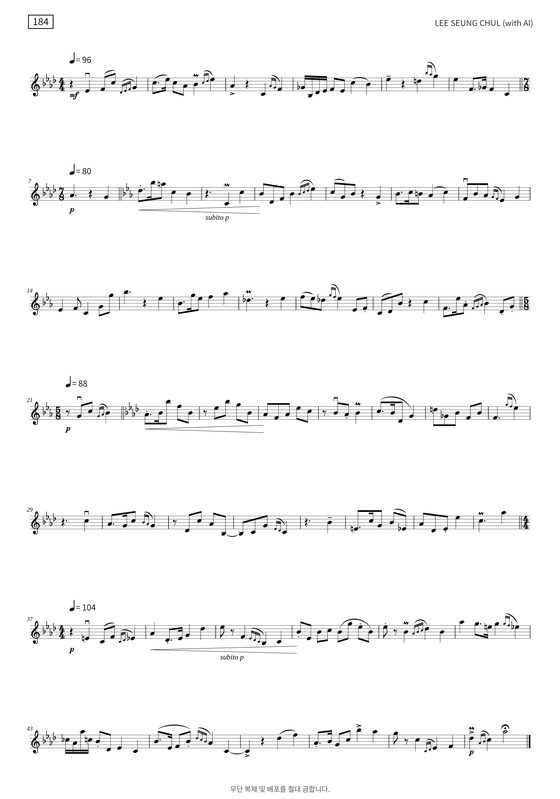 184
LEE SEUNG CHUL (with AI)
= 96
mf
7
= 80
p
subito p
14
21
= 88
p
29
37
= 104
p
subito p
43
p
무단 복제 및 배포를 절대 금합니다.